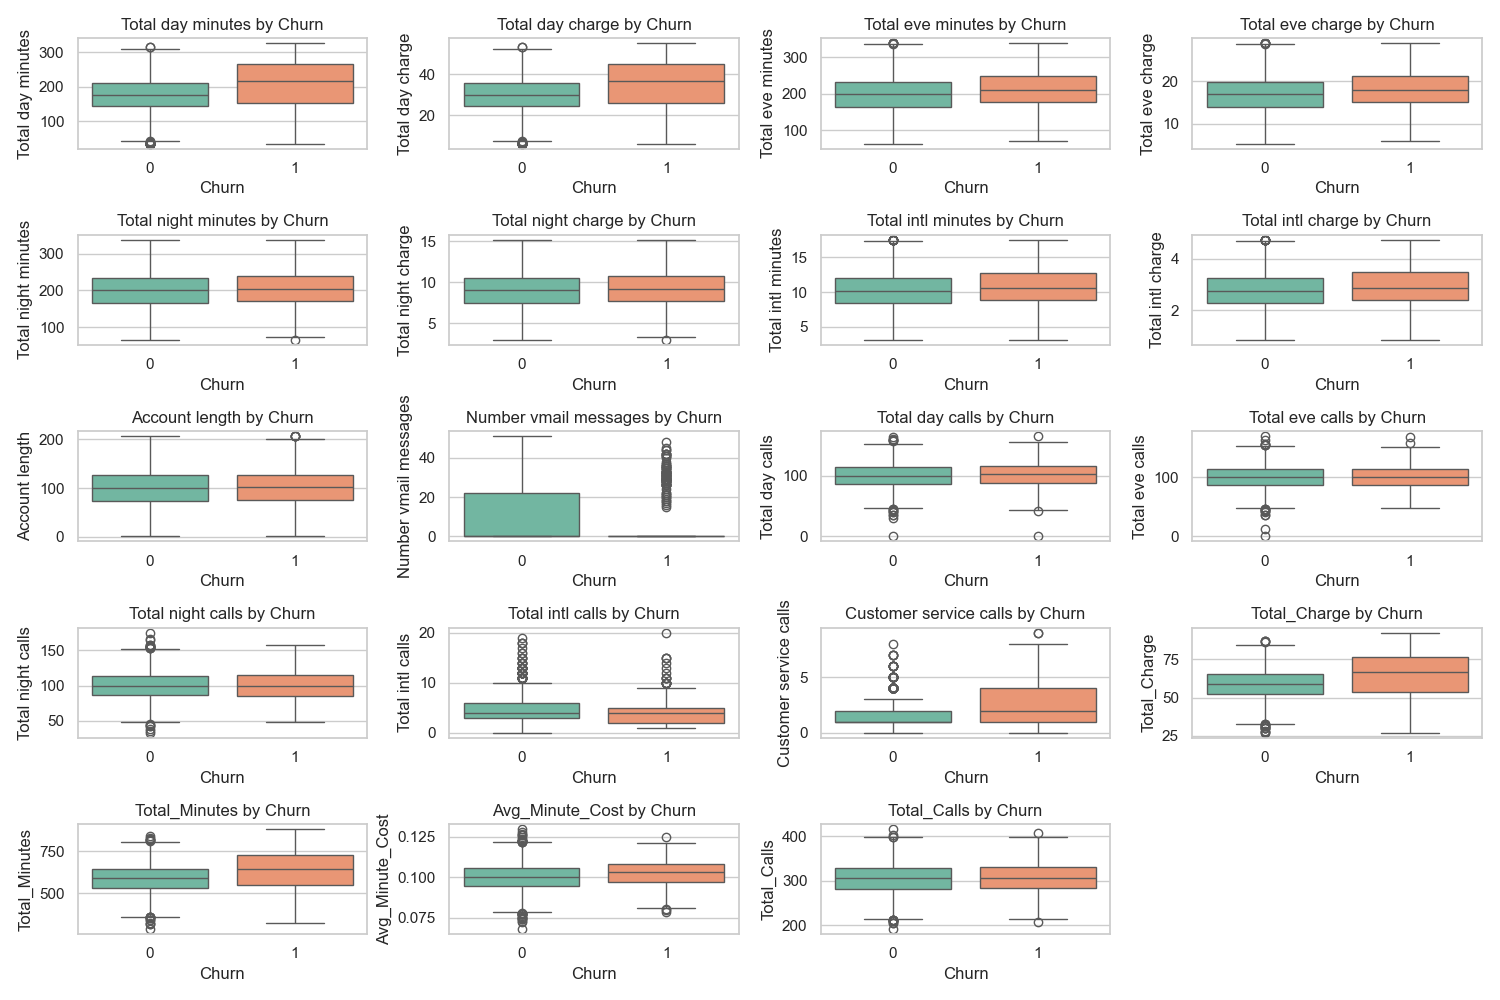 Total day minutes by Churn
Total day minutes
300
200
100
0
1
Churn
Total day charge by Churn
Total day charge
40
20
0
1
Churn
Total eve minutes by Churn
Total eve minutes
300
200
100
0
1
Churn
Total eve charge by Churn
Total eve charge
20
10
0
1
Churn
Total night minutes by Churn
Total night minutes
300
200
100
0
1
Churn
Total night charge by Churn
Total night charge
15
10
5
0
1
Churn
Total intl minutes by Churn
Total intl minutes
15
10
5
0
1
Churn
Total intl charge by Churn
Total intl charge
4
2
0
1
Churn
Account length by Churn
Account length
200
100
0
0
1
Churn
Number vmail messages by Churn
Number vmail messages
40
20
0
0
1
Churn
Total day calls by Churn
Total day calls
100
0
0
1
Churn
Total eve calls by Churn
Total eve calls
100
0
0
1
Churn
Total night calls by Churn
Total night calls
150
100
50
0
1
Churn
Total intl calls by Churn
Total intl calls
20
10
0
0
1
Churn
Customer service calls by Churn
Customer service calls
5
0
0
1
Churn
Total_Charge by Churn
Total_Charge
75
50
25
0
1
Churn
Total_Minutes by Churn
Total_Minutes
750
500
0
1
Churn
Avg_Minute_Cost by Churn
Avg_Minute_Cost
0.125
0.100
0.075
0
1
Churn
Total_Calls by Churn
Total_Calls
400
300
200
0
1
Churn